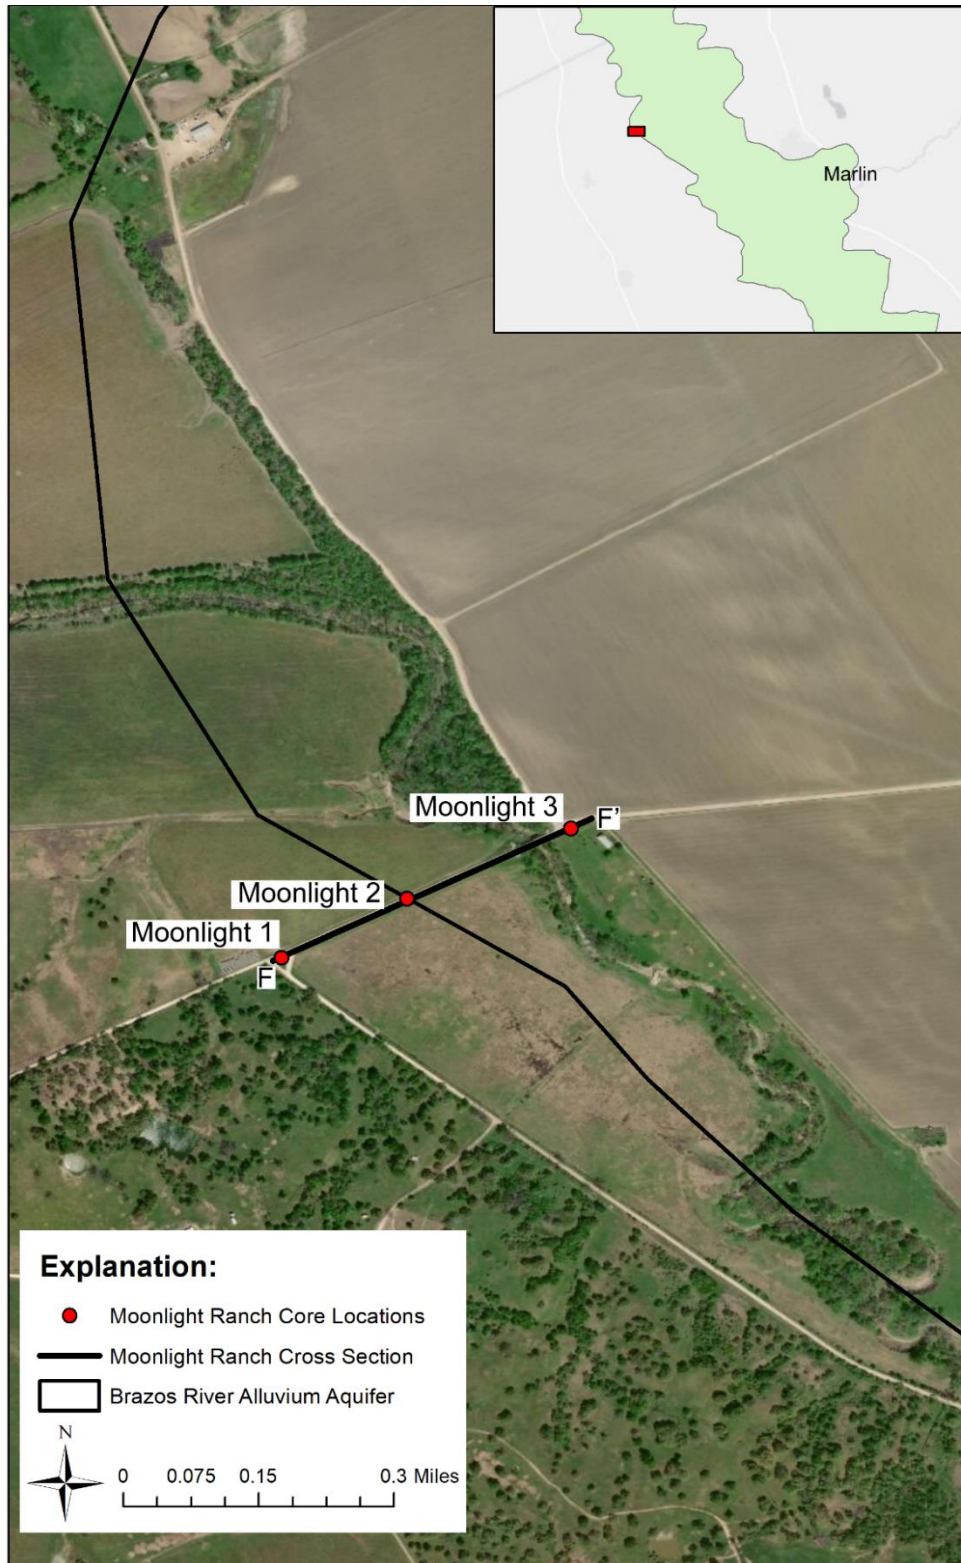 Marlin
Moonlight 3
F'
Moonlight 2
Moonlight 1
F
Explanation:
Moonlight Ranch Core Locations
Moonlight Ranch Cross Section
Brazos River Alluvium Aquifer
N
0 0.075 0.15 0.3 Miles